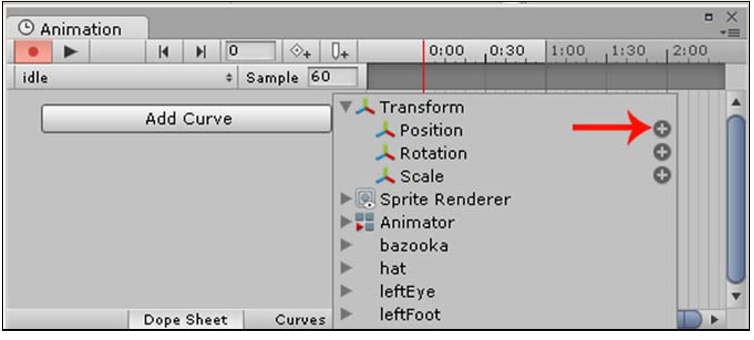 Animation
0 0:00 0:30 1:00 1:30 2:00
idle Sample 60
Add Curve
Transform
Position
Rotation
Scale
Sprite Renderer
Animator
bazooka
hat
leftEye
leftFoot
Dope Sheet Curves